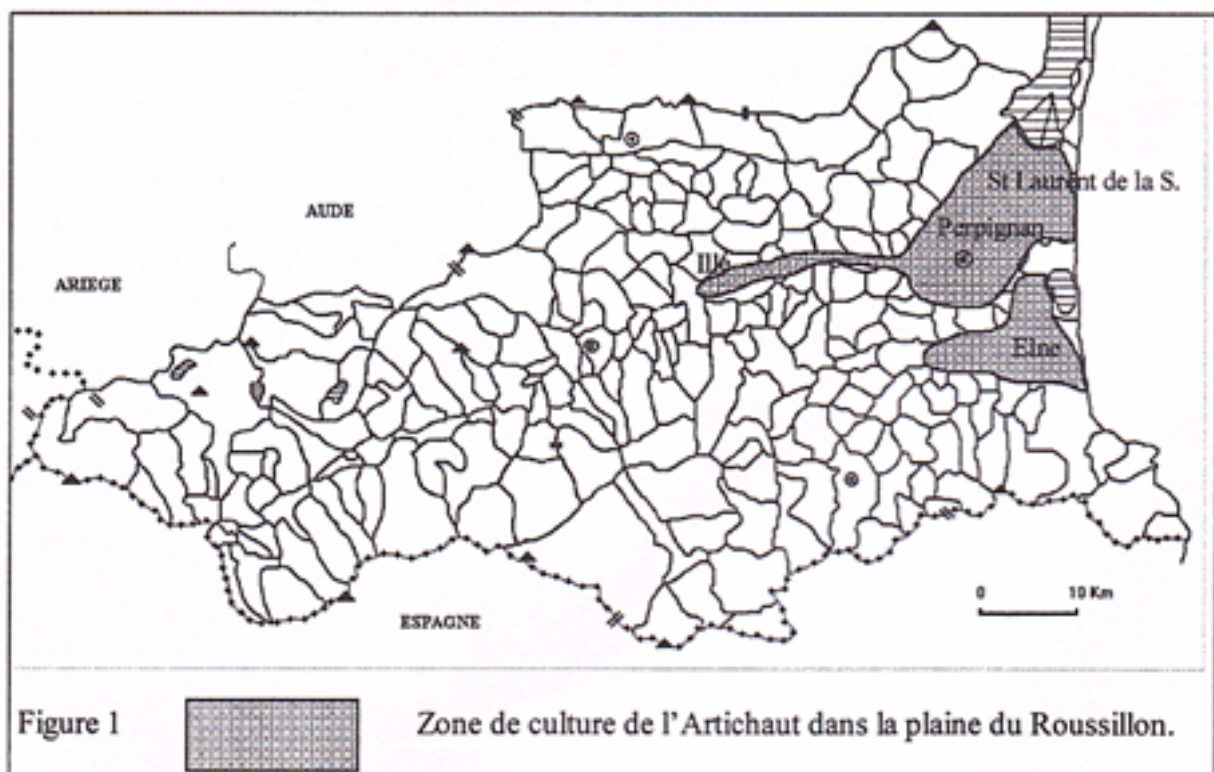 AUDE
ARIEGE
St Laurent de la S.
Perpignan
Ille
Elne
ESPAGNE
0 10 Km
Figure 1 Zone de culture de l'Artichaut dans la plaine du Roussillon.